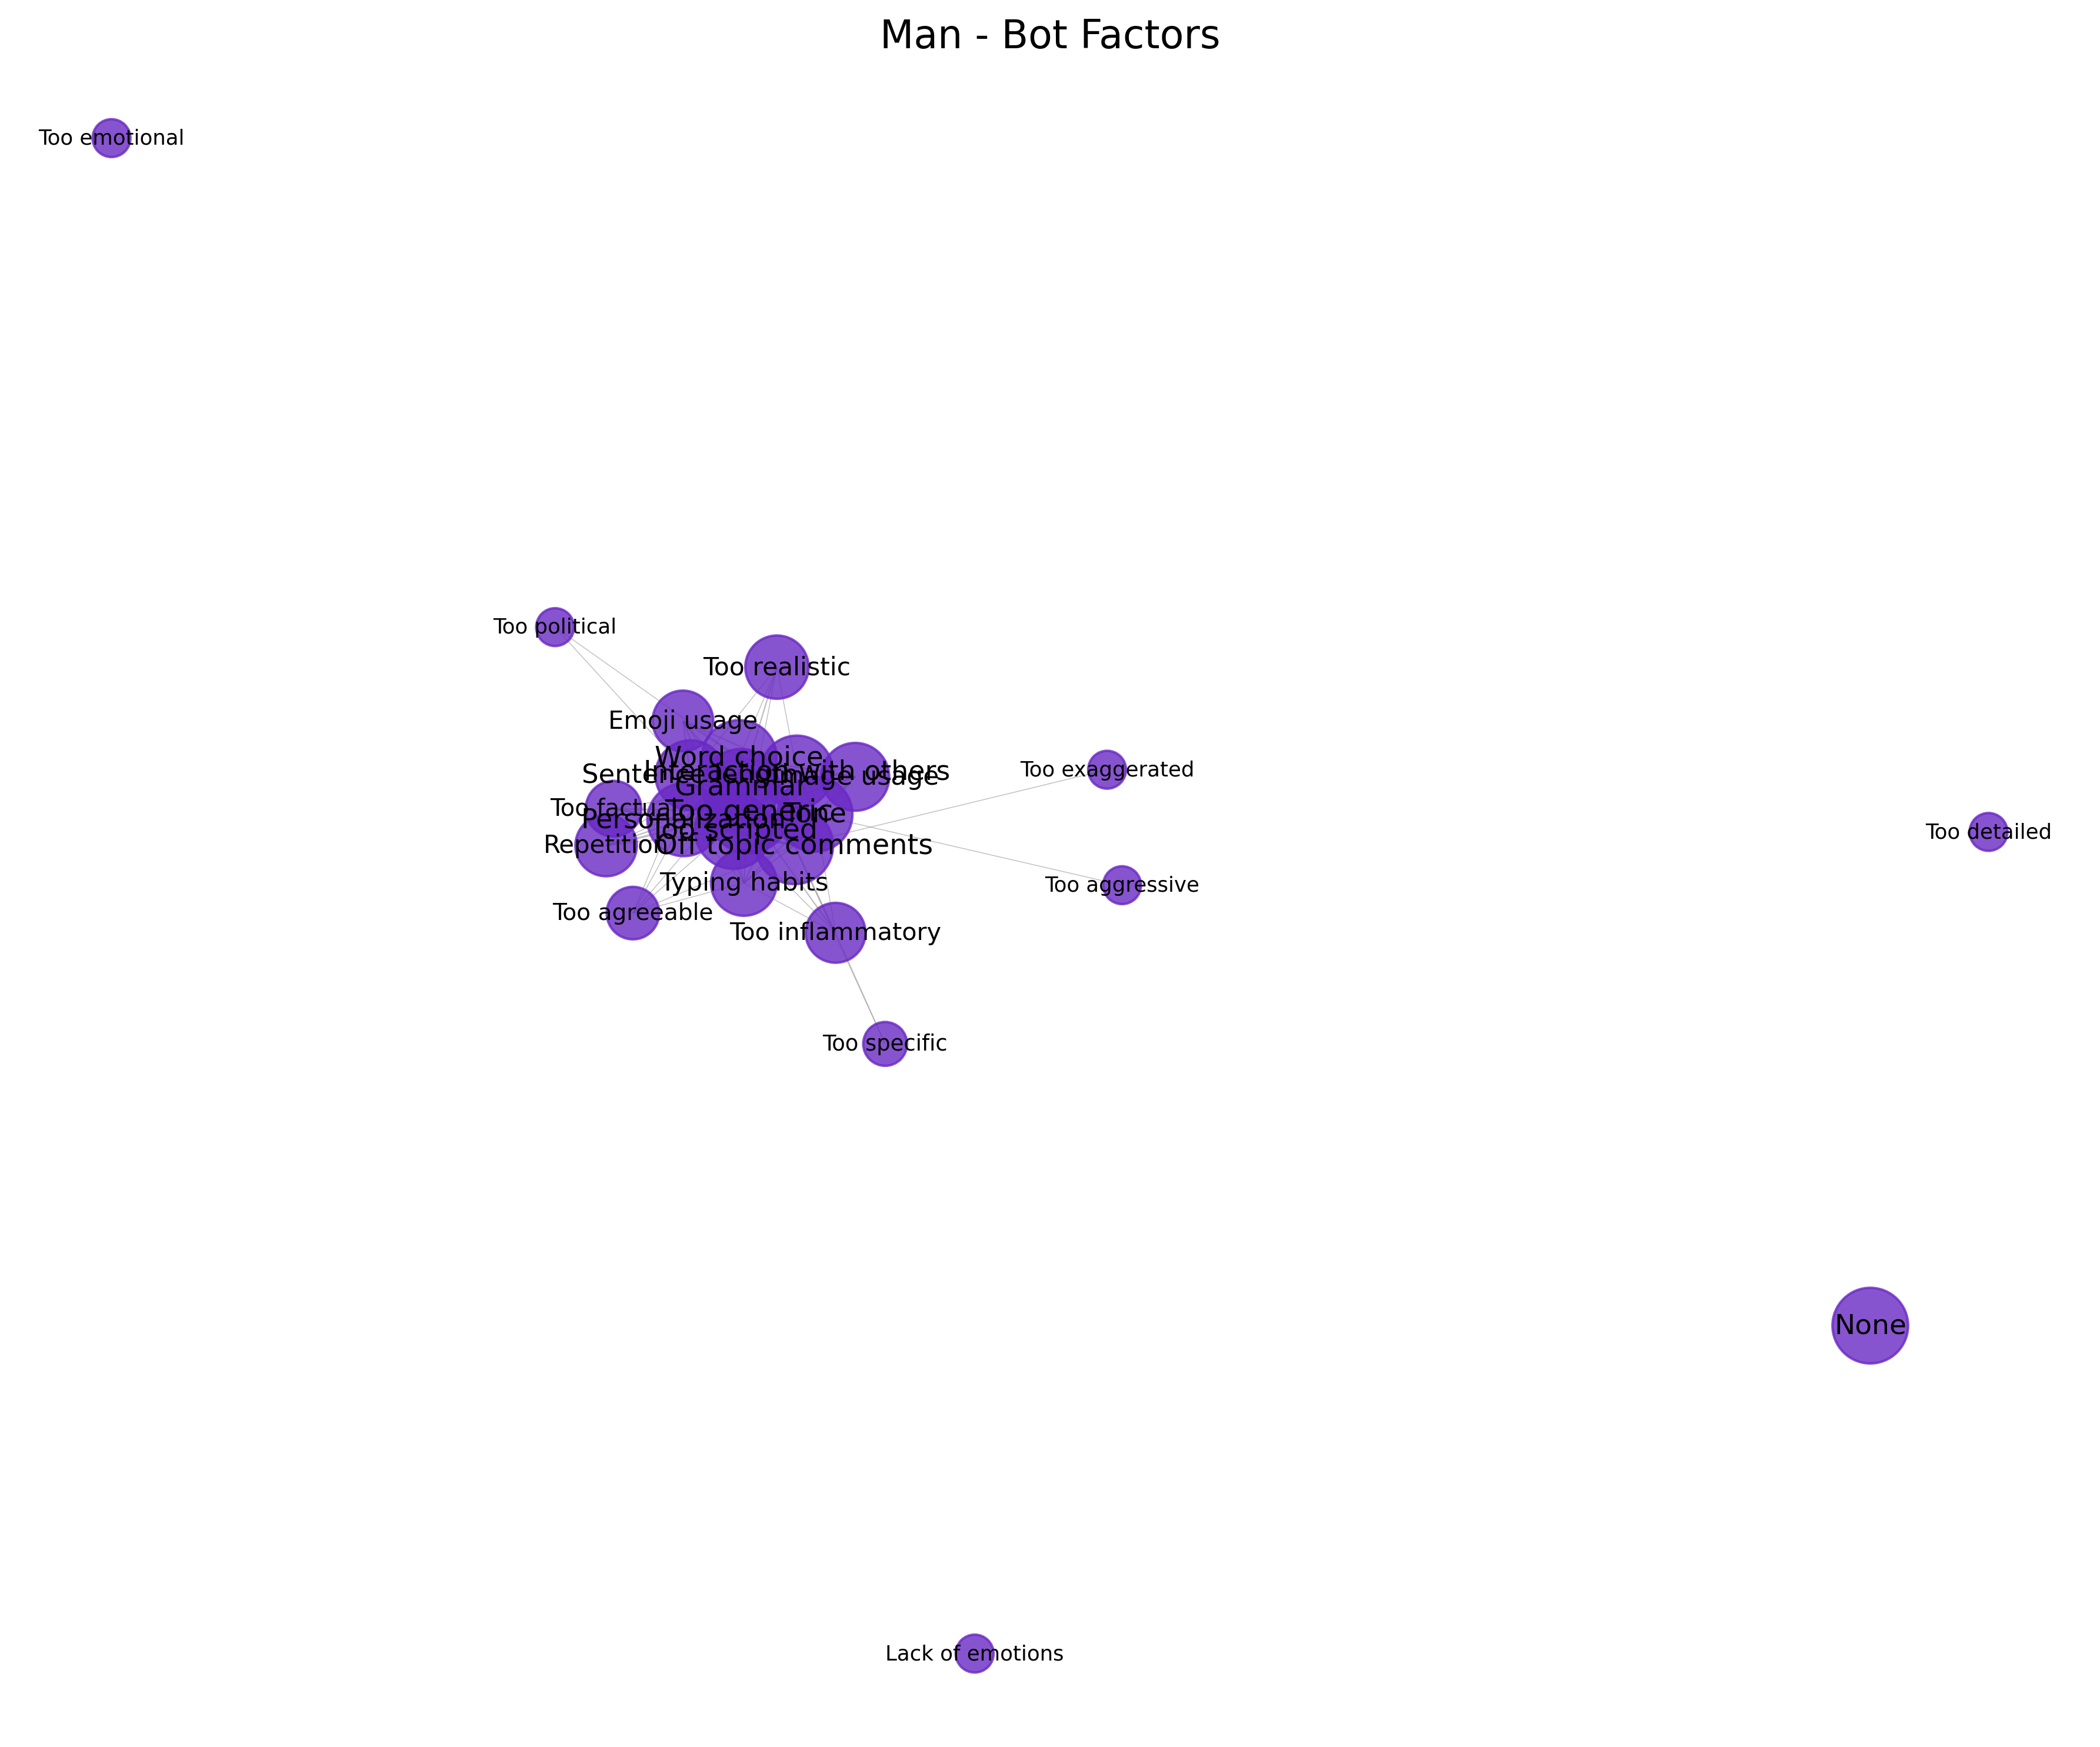 Man - Bot Factors
Too emotional
Too political
Too realistic
Emoji usage
Word choice
Interaction with others
Sentence length
Image usage
Too exaggerated
Grammar
Too factual
Too generic
Tone
Personalization
Too scripted
Too detailed
Repetition
Off topic comments
Typing habits
Too aggressive
Too agreeable
Too inflammatory
Too specific
None
Lack of emotions